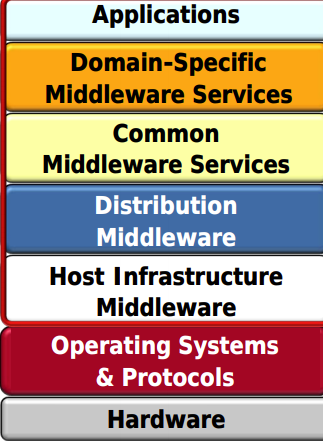 Applications
Domain-Specific
Middleware Services
Common
Middleware Services
Distribution
Middleware
Host Infrastructure
Middleware
Operating Systems
& Protocols
Hardware